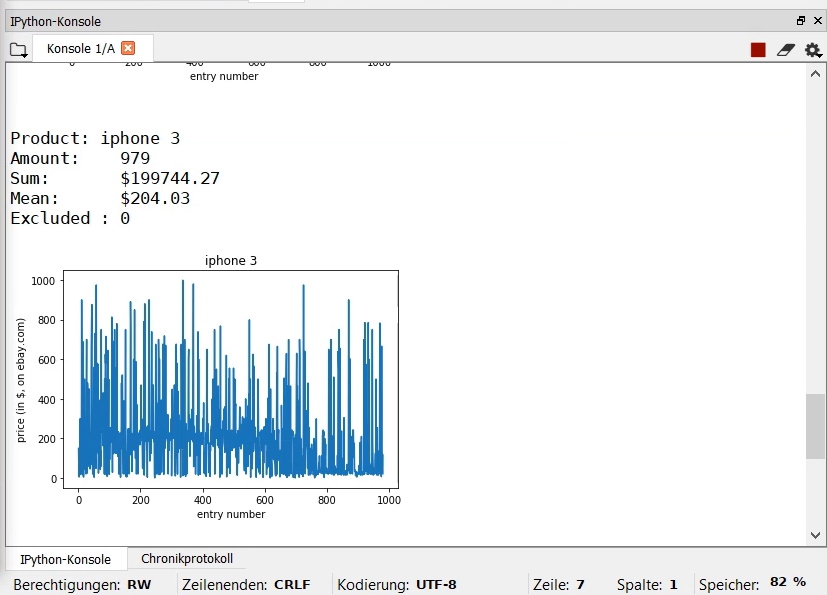 IPython-Konsole
Konsole 1/A
0 200 400 600 800 1000
entry number
Product: iphone 3
Amount: 979
Sum: $199744.27
Mean: $204.03
Excluded : 0
iphone 3
1000
800
600
400
200
0
price (in $, on ebay.com)
0 200 400 600 800 1000
entry number
IPython-Konsole Chronikprotokoll
Berechtigungen: RW Zeilenenden: CRLF Kodierung: UTF-8 Zeile: 7 Spalte: 1 Speicher: 82 %